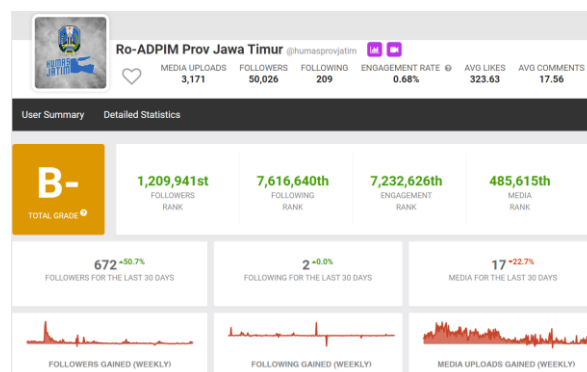 HUMAS
JATIM
Ro-ADPIM Prov Jawa Timur @humasprovjatim
MEDIA UPLOADS FOLLOWERS FOLLOWING ENGAGEMENT RATE AVG LIKES AVG COMMENTS
3,171 50,026 209 0.68% 323.63 17.56
User Summary Detailed Statistics
B-
TOTAL GRADE
1,209,941st 7,616,640th 7,232,626th 485,615th
FOLLOWERS FOLLOWING ENGAGEMENT MEDIA
RANK RANK RANK RANK
672 +50.7% 2 +0.0% 17 -22.7%
FOLLOWERS FOR THE LAST 30 DAYS FOLLOWING FOR THE LAST 30 DAYS MEDIA FOR THE LAST 30 DAYS
FOLLOWERS GAINED (WEEKLY) FOLLOWING GAINED (WEEKLY) MEDIA UPLOADS GAINED (WEEKLY)